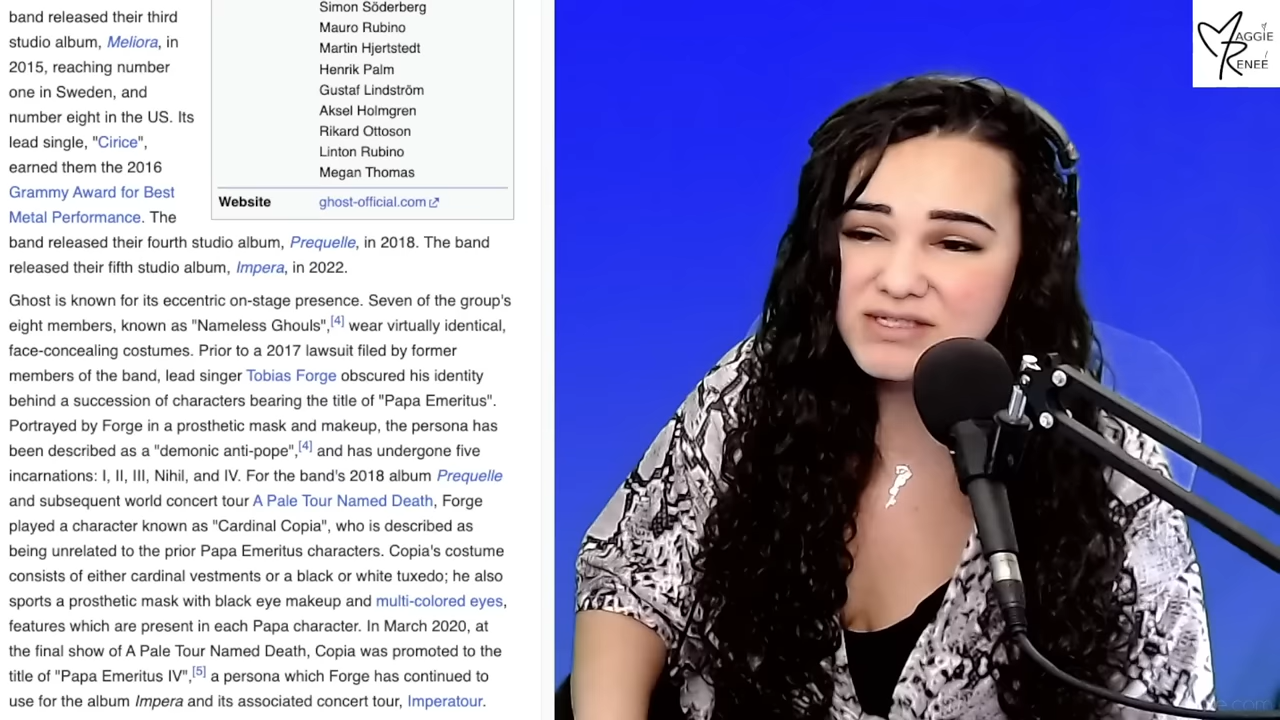 band released their third
studio album, Meliora, in
2015, reaching number
one in Sweden, and
number eight in the US. Its
lead single, "Cirice",
earned them the 2016
Grammy Award for Best
Metal Performance. The
band released their fourth studio album, Prequelle, in 2018. The band
released their fifth studio album, Impera, in 2022.
Simon Söderberg
Mauro Rubino
Martin Hjertstedt
Henrik Palm
Gustaf Lindström
Aksel Holmgren
Rikard Ottoson
Linton Rubino
Megan Thomas
Website ghost-official.com
Ghost is known for its eccentric on-stage presence. Seven of the group's
eight members, known as "Nameless Ghouls",[4] wear virtually identical,
face-concealing costumes. Prior to a 2017 lawsuit filed by former
members of the band, lead singer Tobias Forge obscured his identity
behind a succession of characters bearing the title of "Papa Emeritus".
Portrayed by Forge in a prosthetic mask and makeup, the persona has
been described as a "demonic anti-pope",[4] and has undergone five
incarnations: I, II, III, Nihil, and IV. For the band's 2018 album Prequelle
and subsequent world concert tour A Pale Tour Named Death, Forge
played a character known as "Cardinal Copia", who is described as
being unrelated to the prior Papa Emeritus characters. Copia's costume
consists of either cardinal vestments or a black or white tuxedo; he also
sports a prosthetic mask with black eye makeup and multi-colored eyes,
features which are present in each Papa character. In March 2020, at
the final show of A Pale Tour Named Death, Copia was promoted to the
title of "Papa Emeritus IV",[5] a persona which Forge has continued to
use for the album Impera and its associated concert tour, Imperatour.
MAGGIE
RENEE